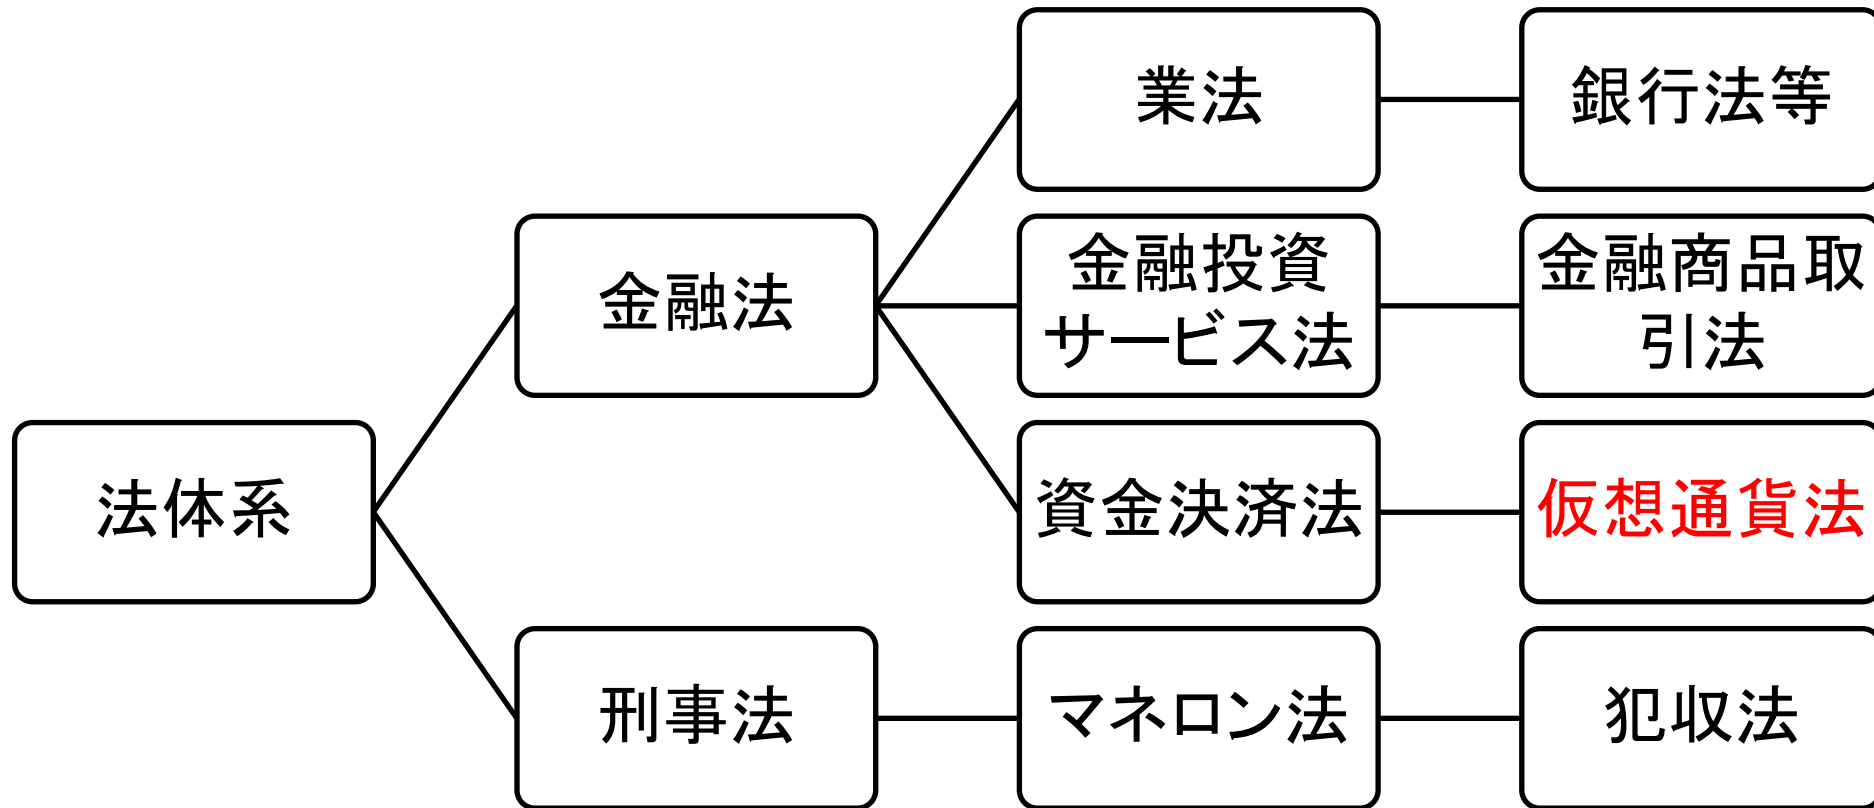 業法
銀行法等
金融法
金融投資
サービス法
金融商品取
引法
法体系
資金決済法
仮想通貨法
刑事法
マネロン法
犯収法